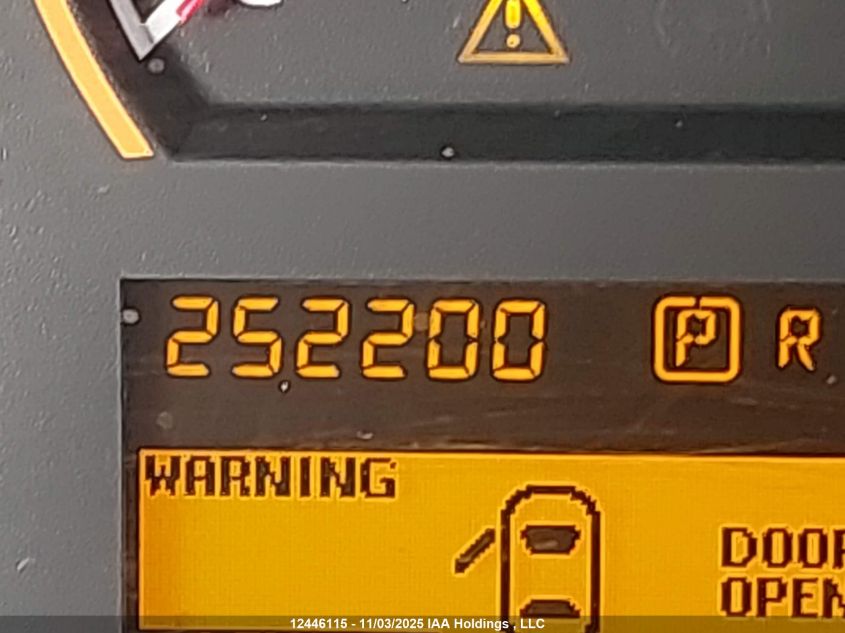 252200 P R
WARNING
DOOR
OPEN
12446115 - 11/03/2025 IAA Holdings , LLC